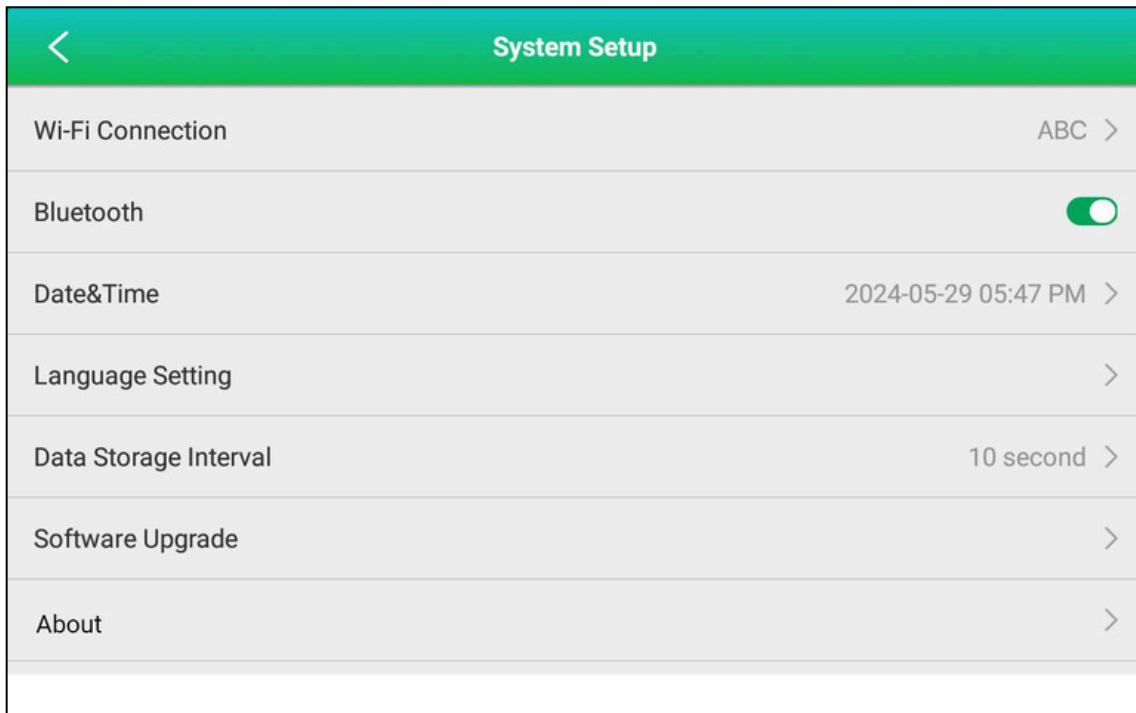 System Setup
Wi-Fi Connection ABC
Bluetooth
Date&Time 2024-05-29 05:47 PM
Language Setting
Data Storage Interval 10 second
Software Upgrade
About